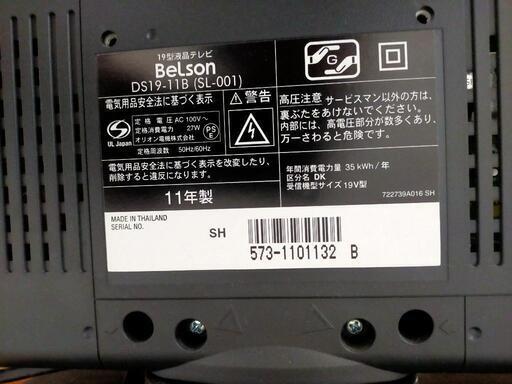 19型液晶テレビ
BeLson
DS19-11B (SL-001)
電気用品安全法に基づく表示
UL Japan
定格電圧 AC 100V~
定格消費電力 27W
オリオン電機株式会社
定格周波数 50Hz/60Hz
PSE
電気用品安全法に基づく表示を改変したり、
削除すると違反になります。
11年製
警告
高圧注意 サービスマン以外の方は、
裏ぶたをあけないでください。
内部には、高電圧部分が数多くあり、
万一さわると危険です。
G
年間消費電力量 35 kWh/年
区分名 DK
受信機型サイズ 19V型
722739A016 SH
MADE IN THAILAND
SERIAL NO.
SH
573-1101132 B